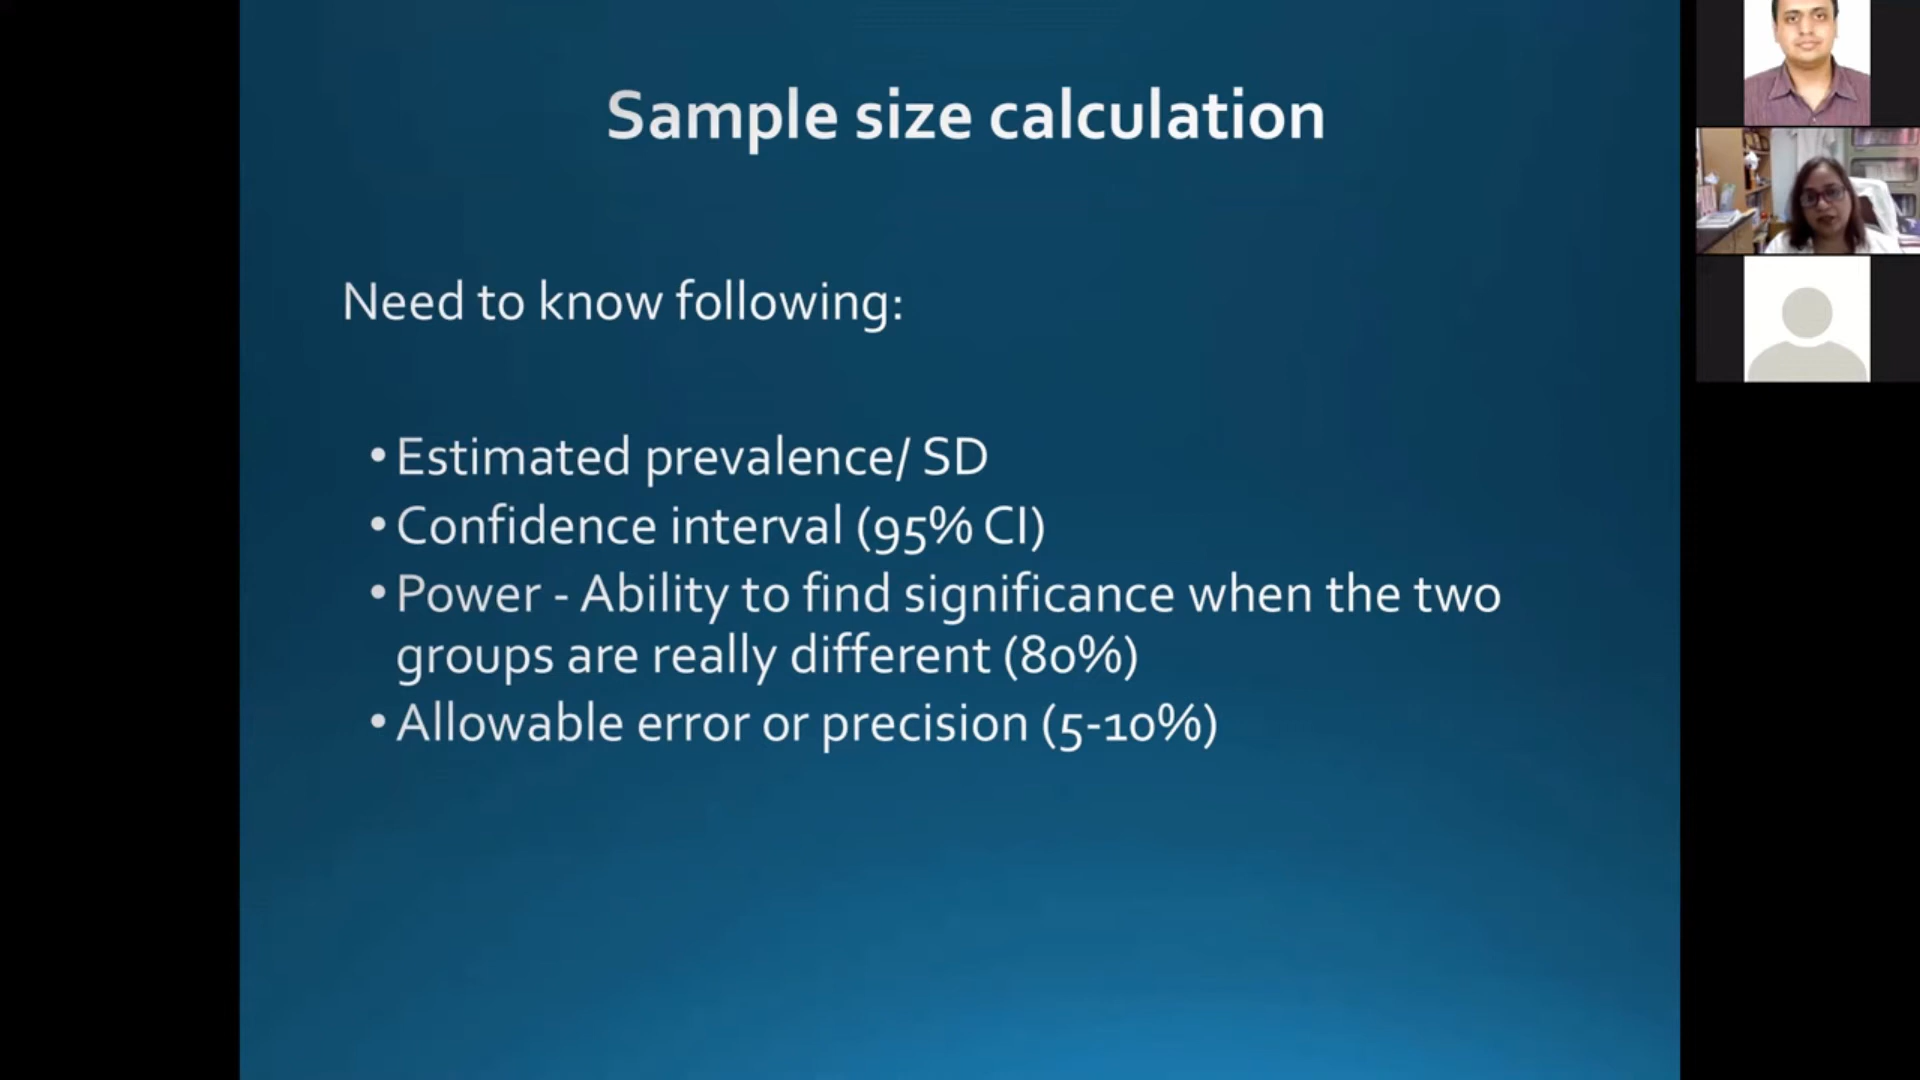 Sample size calculation
Need to know following:
• Estimated prevalence/ SD
• Confidence interval (95% CI)
• Power - Ability to find significance when the two
groups are really different (80%)
• Allowable error or precision (5-10%)